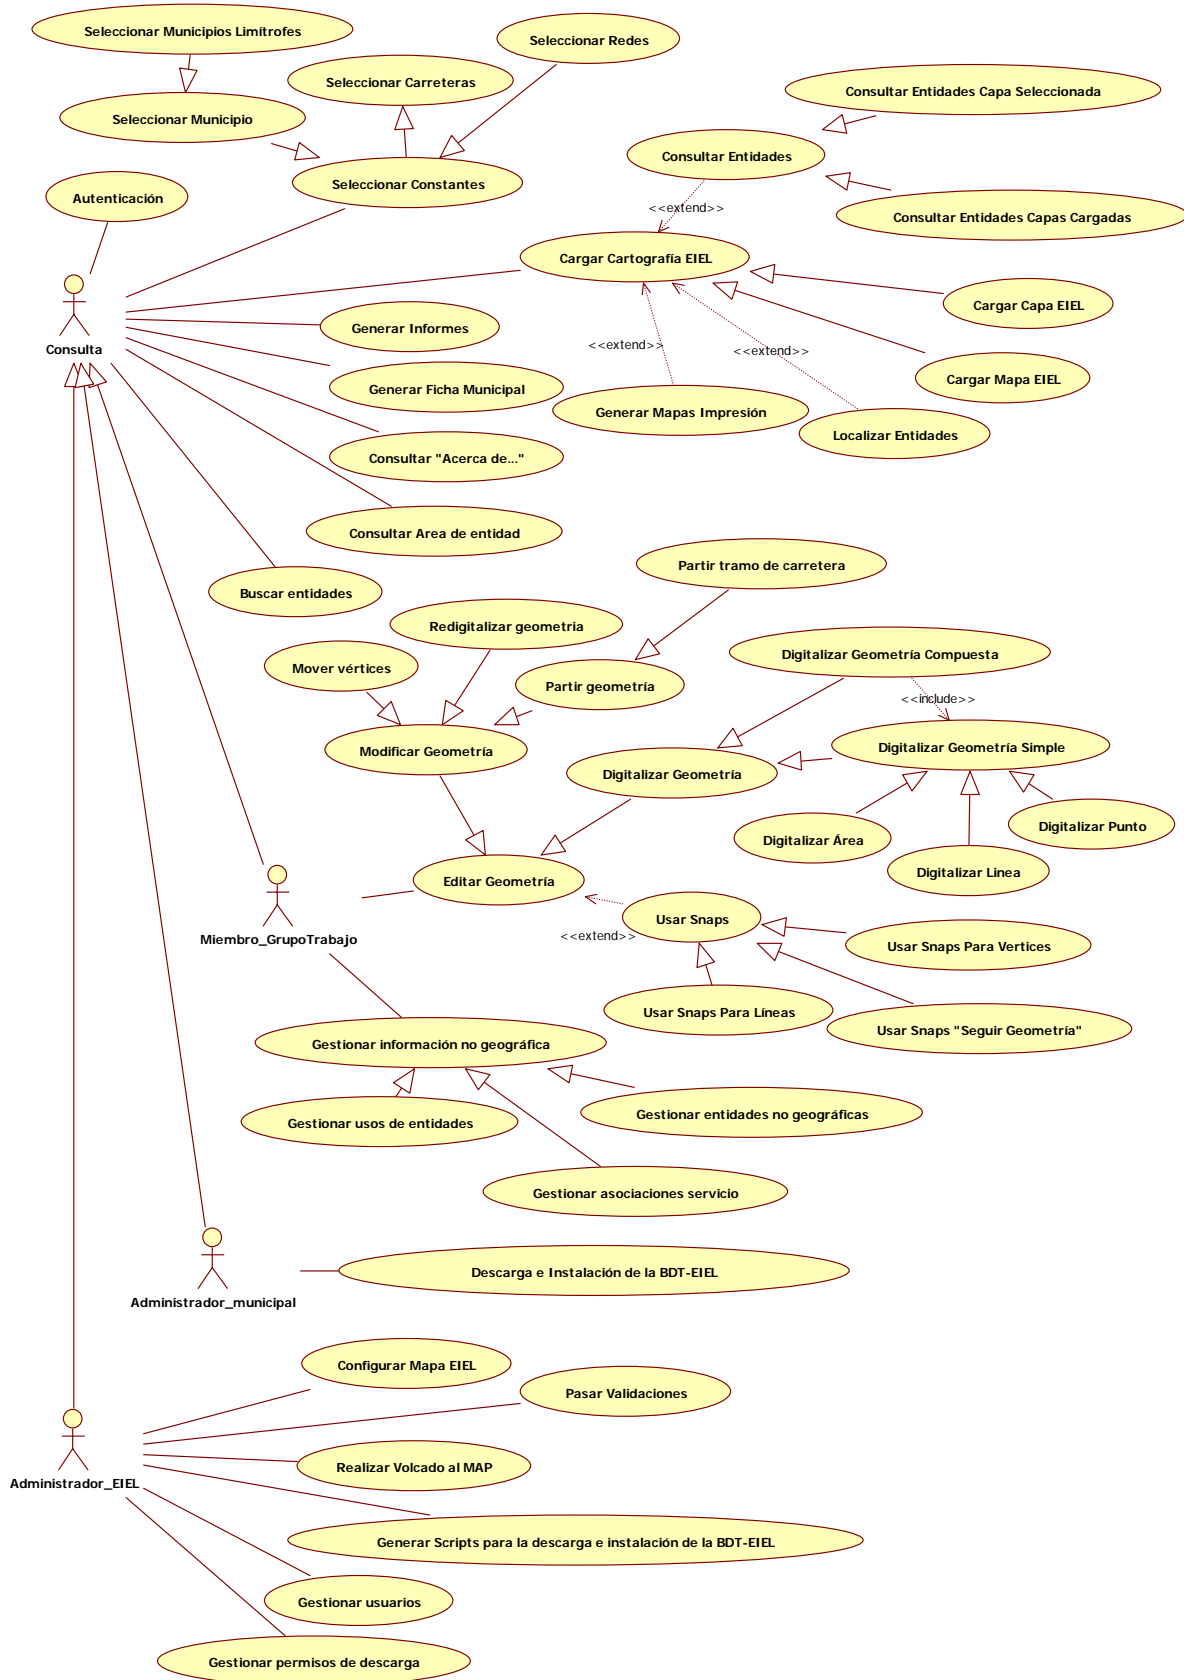 Seleccionar Municipios Limítrofes
Seleccionar Redes
Seleccionar Carreteras
Consultar Entidades Capa Seleccionada
Seleccionar Municipio
Consultar Entidades
Seleccionar Constantes
Autenticación
<<extend>>
Consultar Entidades Capas Cargadas
Cargar Cartografía EIEL
Cargar Capa EIEL
Generar Informes
Consulta
<<extend>>
<<extend>>
Cargar Mapa EIEL
Generar Ficha Municipal
Generar Mapas Impresión
Localizar Entidades
Consultar "Acerca de..."
Consultar Area de entidad
Partir tramo de carretera
Buscar entidades
Redigitalizar geometria
Digitalizar Geometría Compuesta
Mover vértices
Partir geometría
<<include>>
Modificar Geometría
Digitalizar Geometría Simple
Digitalizar Geometría
Digitalizar Punto
Digitalizar Área
Digitalizar Linea
Editar Geometría
Usar Snaps
Miembro_GrupoTrabajo
<<extend>>
Usar Snaps Para Vertices
Usar Snaps Para Líneas
Usar Snaps "Seguir Geometría"
Gestionar información no geográfica
Gestionar entidades no geográficas
Gestionar usos de entidades
Gestionar asociaciones servicio
Descarga e Instalación de la BDT-EIEL
Administrador_municipal
Configurar Mapa EIEL
Pasar Validaciones
Realizar Volcado al MAP
Administrador_EIEL
Generar Scripts para la descarga e instalación de la BDT-EIEL
Gestionar usuarios
Gestionar permisos de descarga